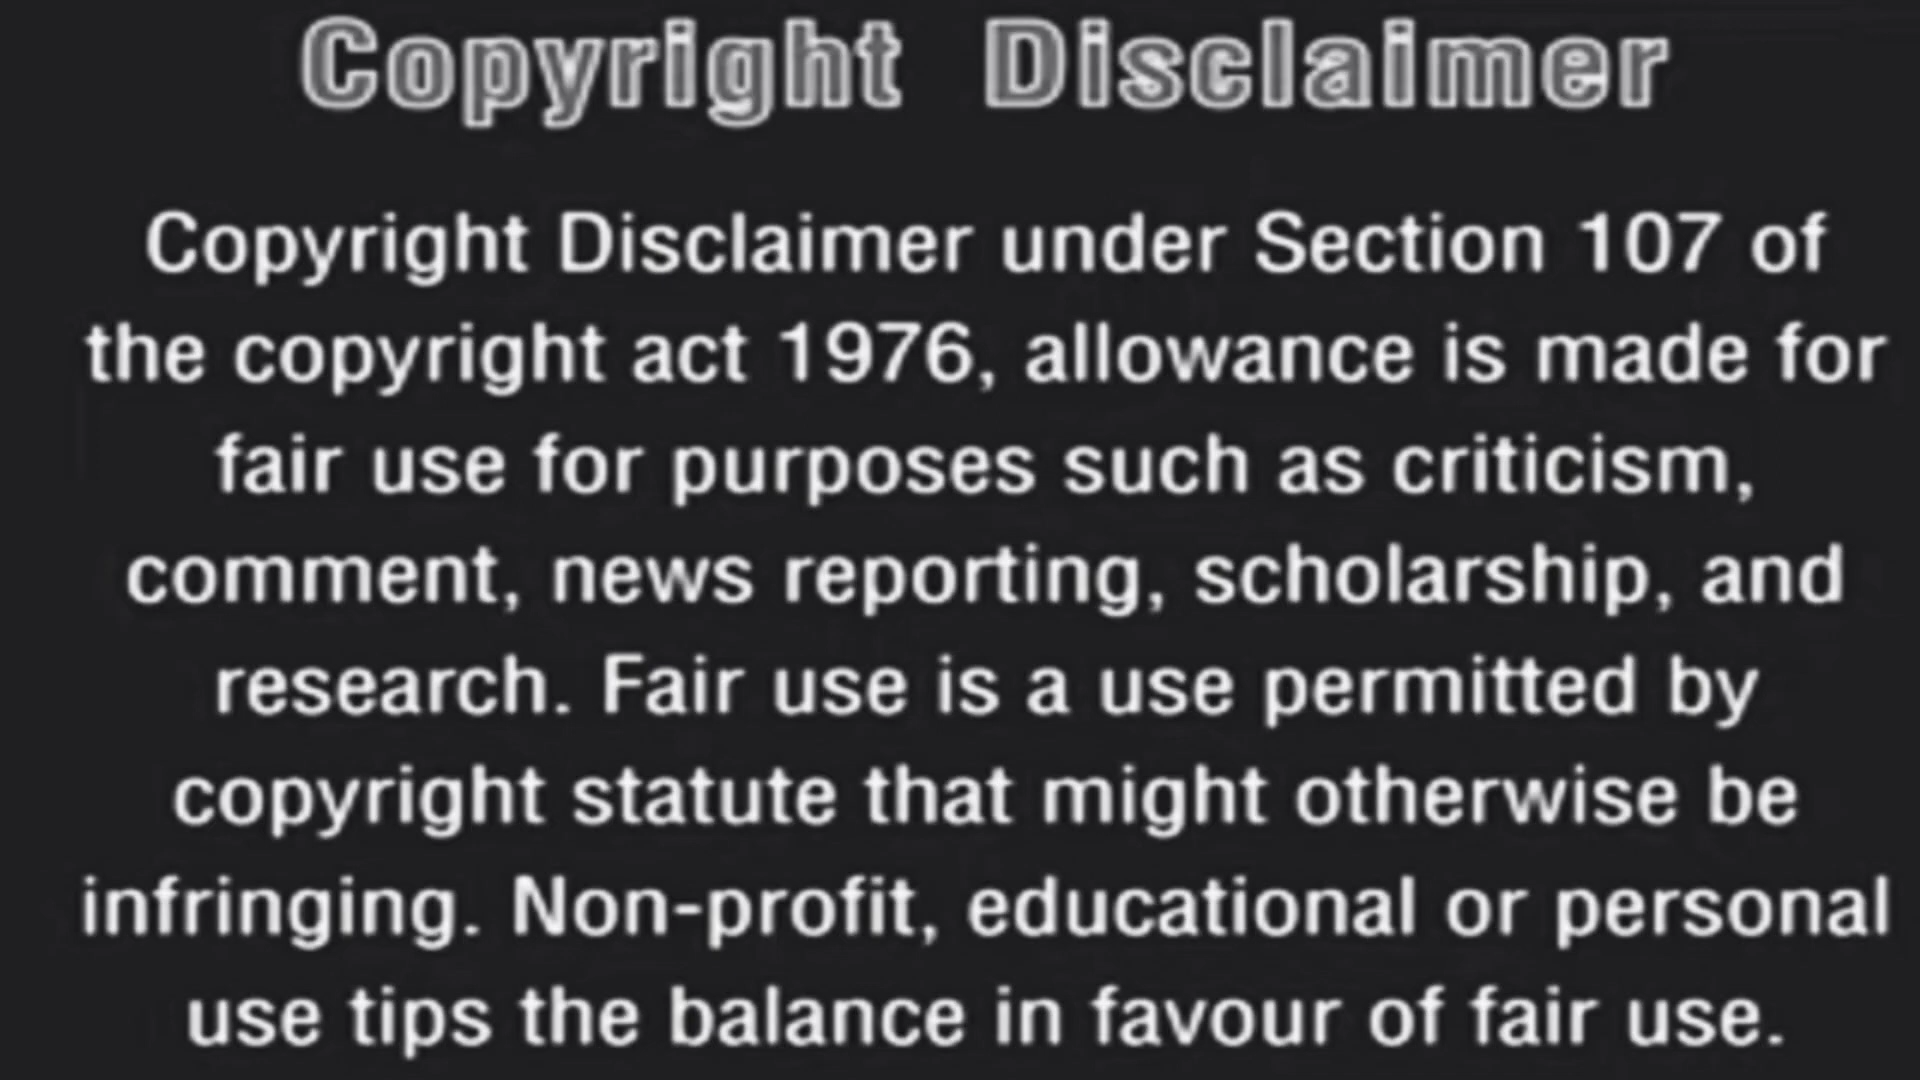 Copyright Disclaimer
Copyright Disclaimer under Section 107 of
the copyright act 1976, allowance is made for
fair use for purposes such as criticism,
comment, news reporting, scholarship, and
research. Fair use is a use permitted by
copyright statute that might otherwise be
infringing. Non-profit, educational or personal
use tips the balance in favour of fair use.